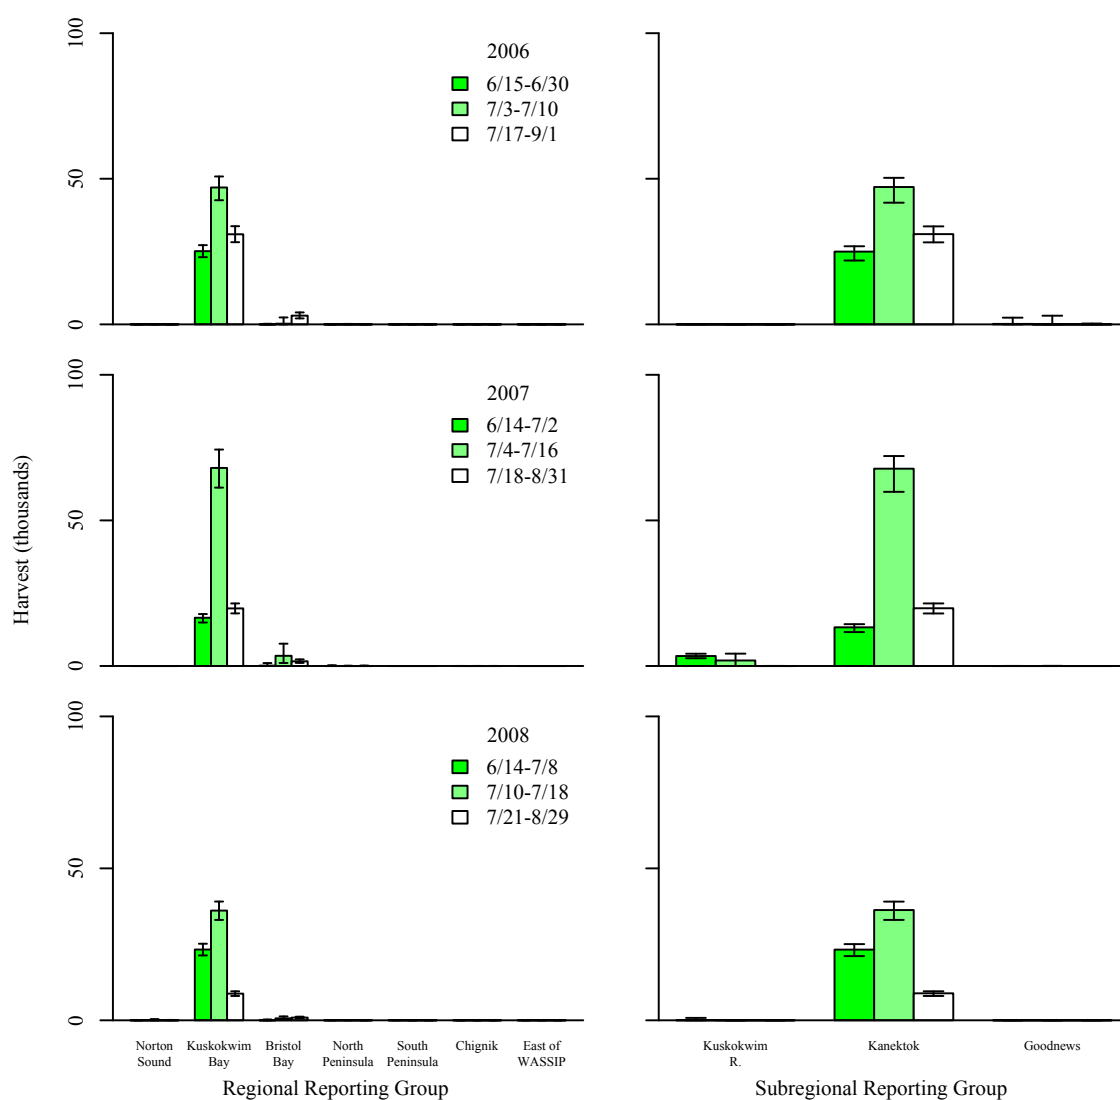 100
50
0
2006
6/15-6/30
7/3-7/10
7/17-9/1
100
50
0
2007
6/14-7/2
7/4-7/16
7/18-8/31
Harvest (thousands)
100
50
0
2008
6/14-7/8
7/10-7/18
7/21-8/29
Norton
Sound
Kuskokwim
Bay
Bristol
Bay
North
Peninsula
South
Peninsula
Chignik
East of
WASSIP
Regional Reporting Group
Kuskokwim
R.
Kanektok
Goodnews
Subregional Reporting Group